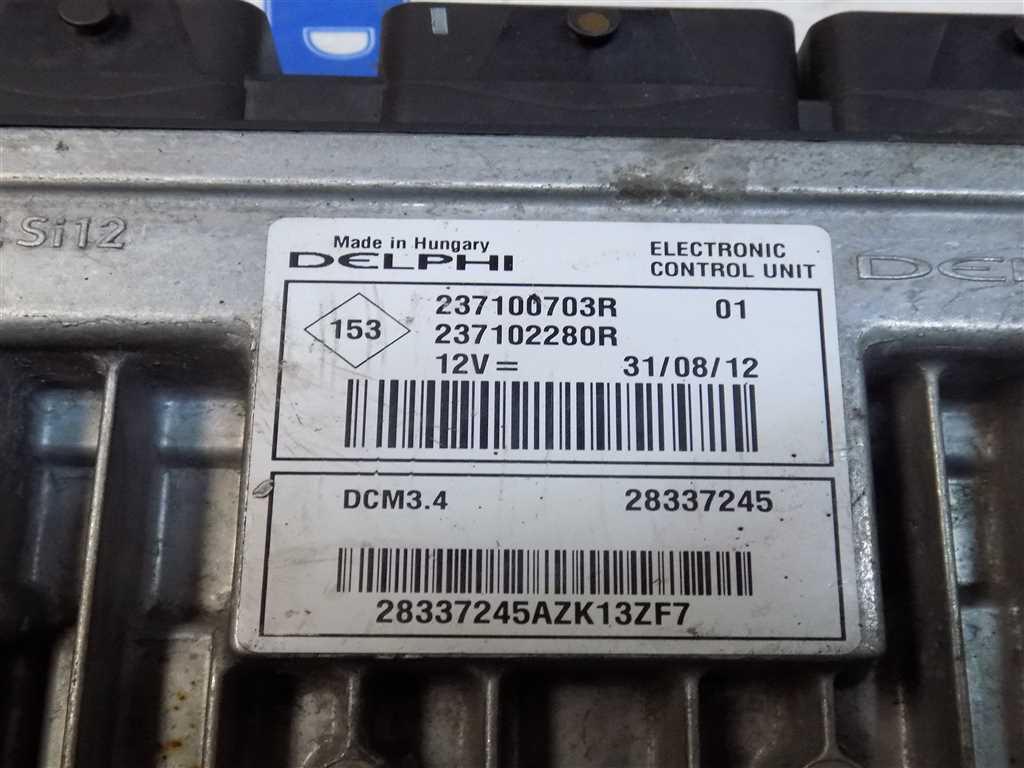 Si12
Made in Hungary
DELPHI
ELECTRONIC
CONTROL UNIT
153
237100703R 01
237102280R
12V = 31/08/12
DCM3.4 28337245
28337245AZK13ZF7